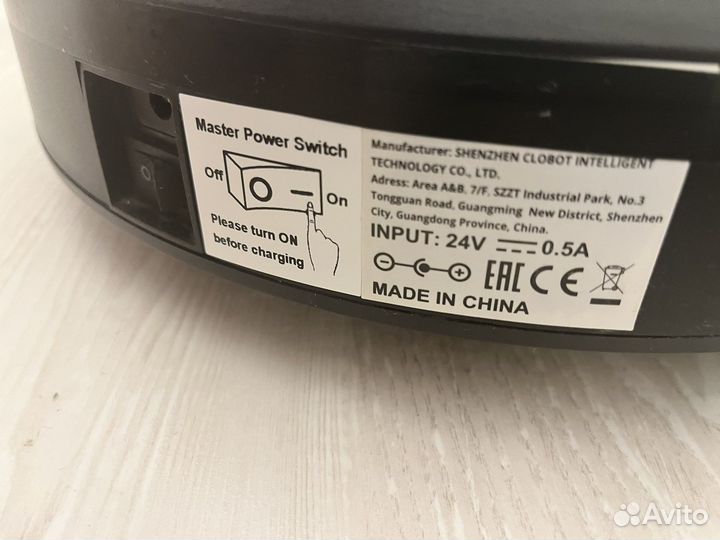 Master Power Switch
Off
On
Please turn ON
before charging
Manufacturer: SHENZHEN CLOBOT INTELLIGENT
TECHNOLOGY CO., LTD.
Adress: Area A&B, 7/F, SZZT Industrial Park, No.3
Tongguan Road, Guangming New District, Shenzhen
City, Guangdong Province, China.
INPUT: 24V 0.5A
EAC CE
MADE IN CHINA
Avito